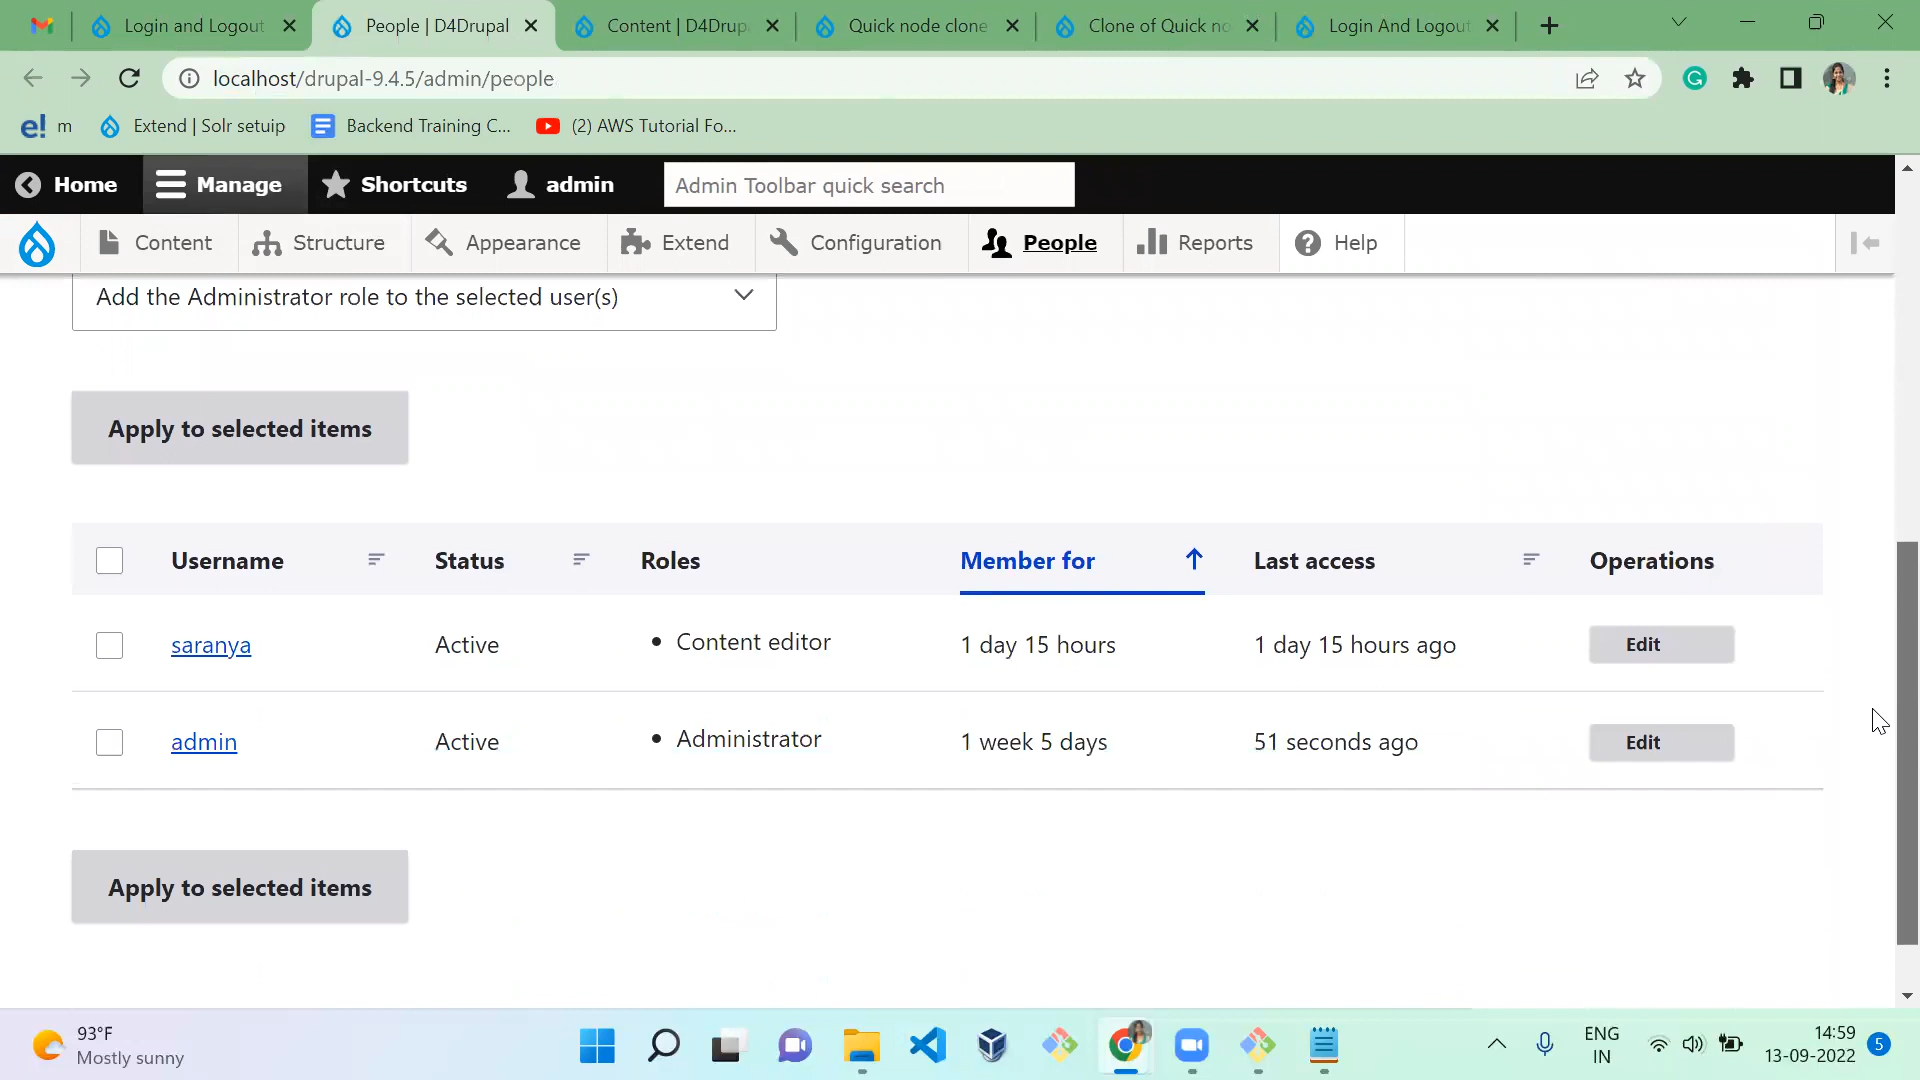 Login and Logout
People | D4Drupal
Content | D4Drup
Quick node clone
Clone of Quick no
Login And Logout
localhost/drupal-9.4.5/admin/people
e! m
Extend | Solr setuip
Backend Training C...
(2) AWS Tutorial Fo...
Home
Manage
Shortcuts
admin
Admin Toolbar quick search
Content
Structure
Appearance
Extend
Configuration
People
Reports
Help
Add the Administrator role to the selected user(s)
Apply to selected items
Username Status Roles Member for Last access Operations
saranya Active • Content editor 1 day 15 hours 1 day 15 hours ago Edit
admin Active • Administrator 1 week 5 days 51 seconds ago Edit
Apply to selected items
93°F
Mostly sunny
ENG
IN
14:59
13-09-2022
5